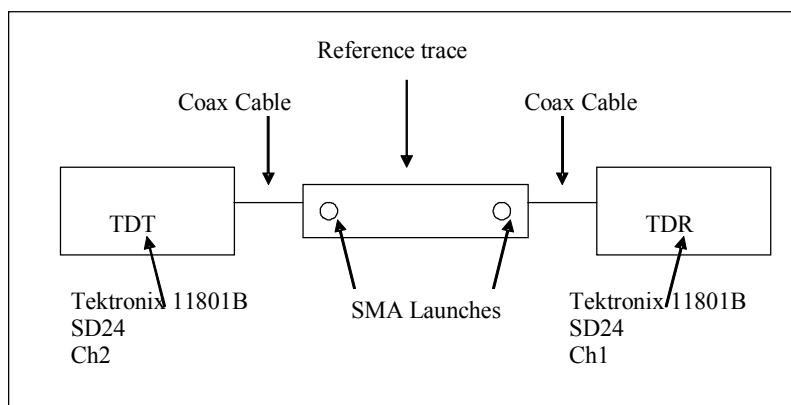 Reference trace
Coax Cable
Coax Cable
TDT
TDR
Tektronix 11801B
SD24
Ch2
SMA Launches
Tektronix 11801B
SD24
Ch1